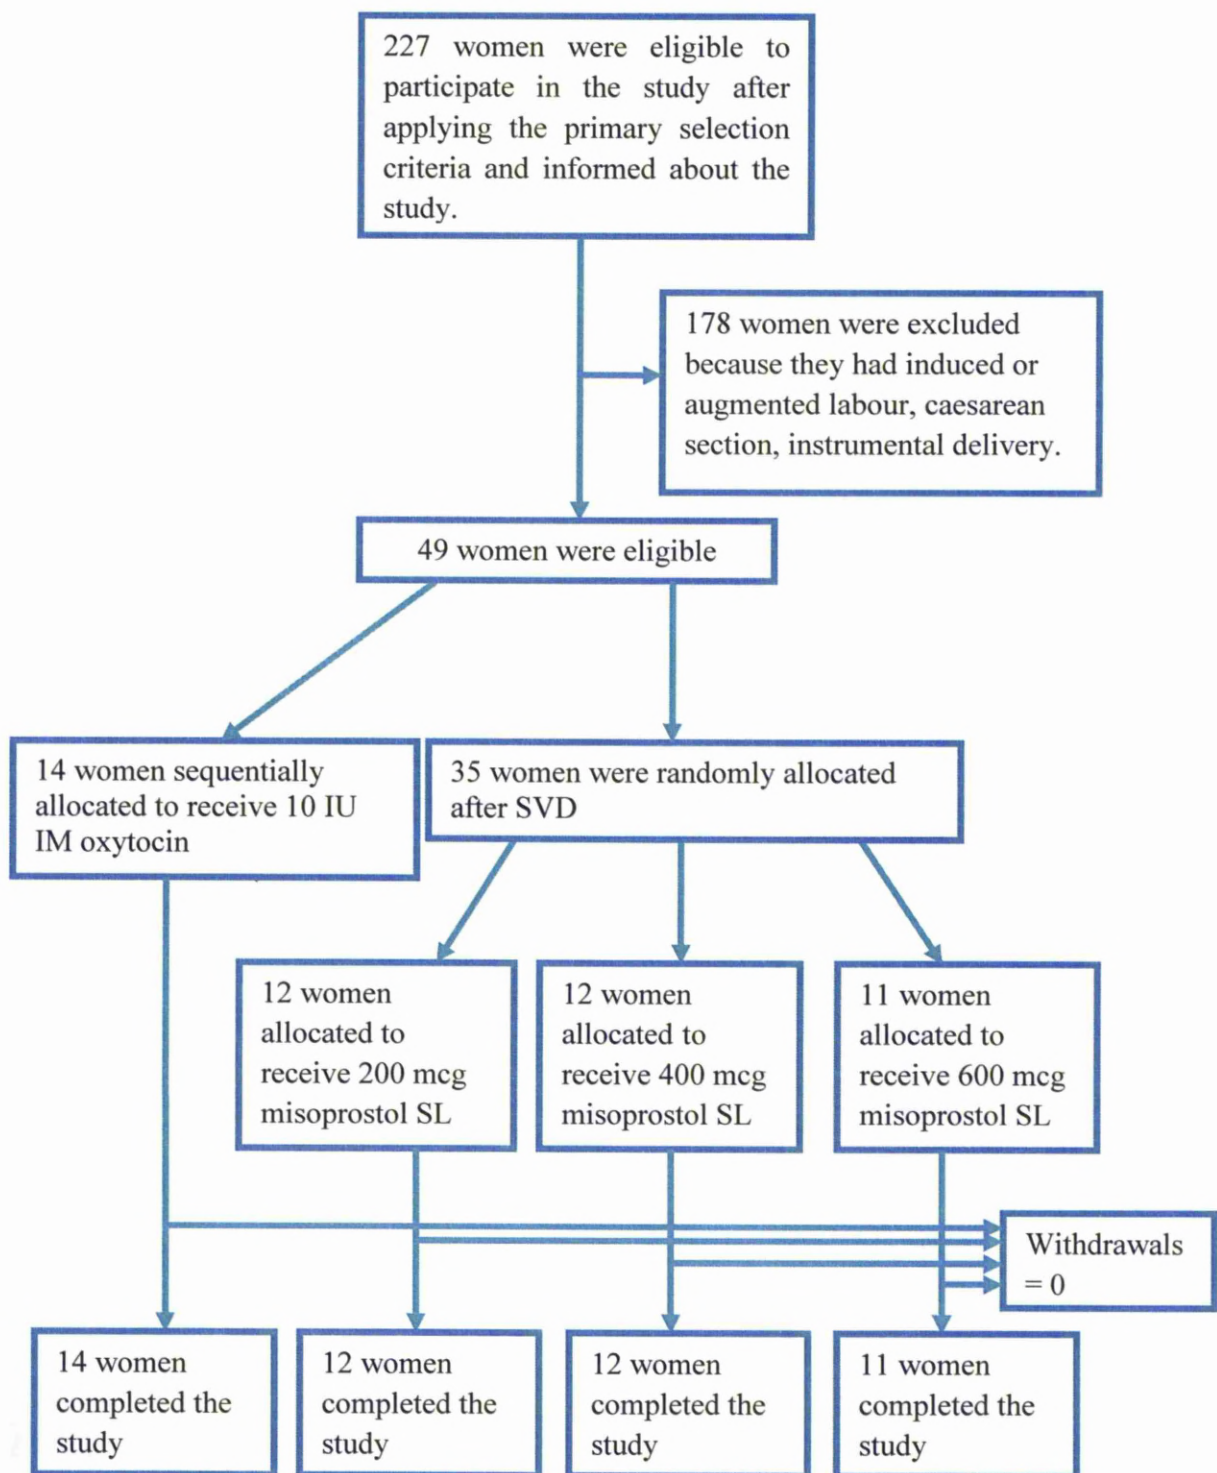 227 women were eligible to
participate in the study after
applying the primary selection
criteria and informed about the
study.
178 women were excluded
because they had induced or
augmented labour, caesarean
section, instrumental delivery.
49 women were eligible
14 women sequentially
allocated to receive 10 IU
IM oxytocin
35 women were randomly allocated
after SVD
12 women
allocated to
receive 200 mcg
misoprostol SL
12 women
allocated to
receive 400 mcg
misoprostol SL
11 women
allocated to
receive 600 mcg
misoprostol SL
Withdrawals
= 0
14 women
completed the
study
12 women
completed the
study
12 women
completed the
study
11 women
completed the
study